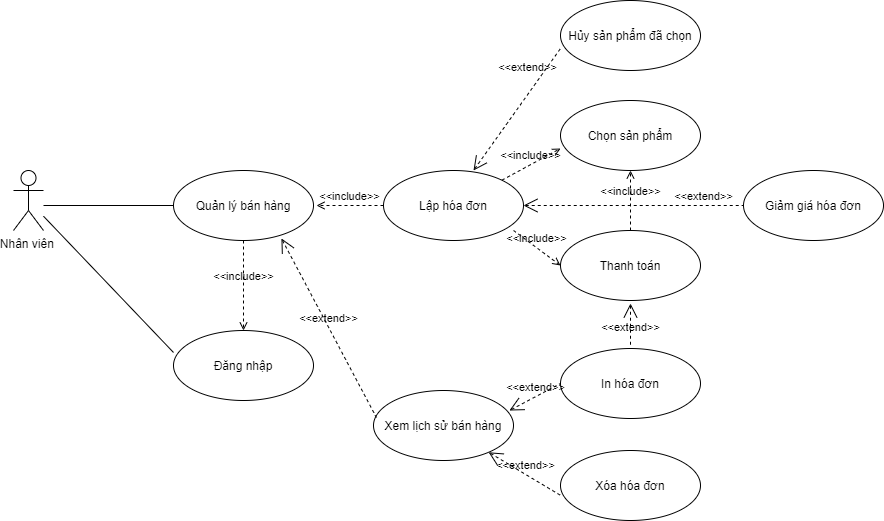 Hủy sản phẩm đã chọn
<<extend>>
Chọn sản phẩm
<<include>>
Nhân viên
Quản lý bán hàng
<<include>>
Lập hóa đơn
<<include>>
<<extend>>
Giảm giá hóa đơn
<<include>>
Thanh toán
<<include>>
<<extend>>
<<extend>>
Đăng nhập
In hóa đơn
<<extend>>
Xem lịch sử bán hàng
<<extend>>
Xóa hóa đơn